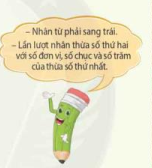 – Nhân từ phải sang trái.
– Lần lượt nhân thừa số thứ hai
với số đơn vị, số chục và số trăm
của thừa số thứ nhất.